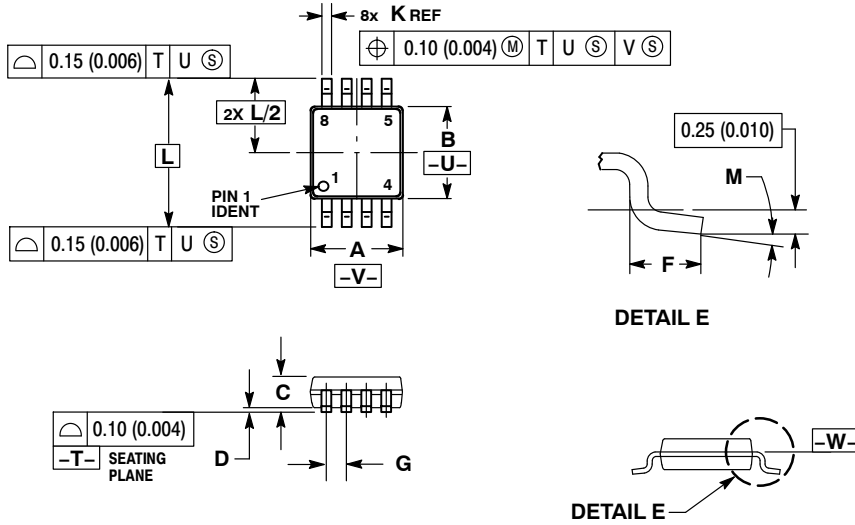 8x K REF
⌖ 0.10 (0.004) Ⓜ T U Ⓢ V Ⓢ
⌓ 0.15 (0.006) T U Ⓢ
2X L/2
8 5
B
-U-
L
1
4
PIN 1
IDENT
⌓ 0.15 (0.006) T U Ⓢ
A
-V-
0.25 (0.010)
M
F
DETAIL E
C
⌓ 0.10 (0.004)
-T- SEATING
PLANE
D
G
-W-
DETAIL E